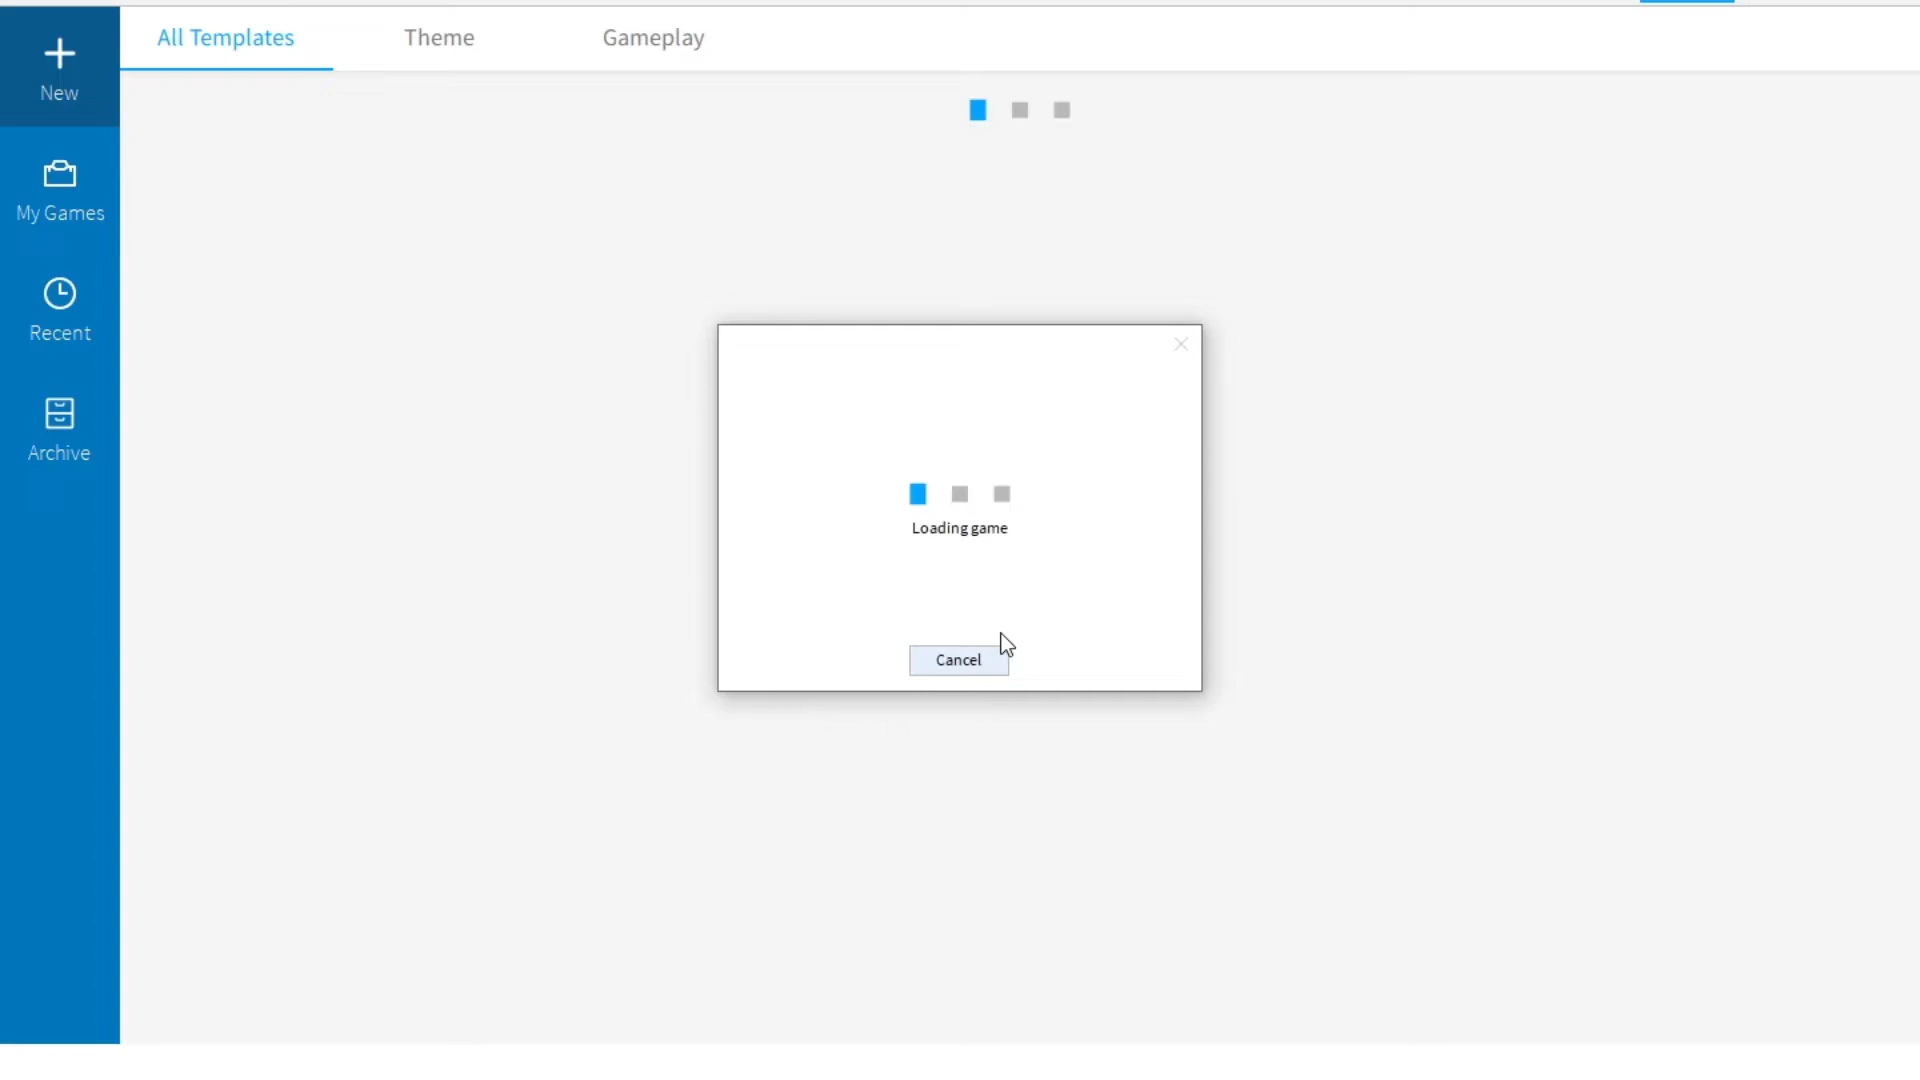 All Templates
Theme
Gameplay
New
My Games
Recent
Archive
Loading game
Cancel